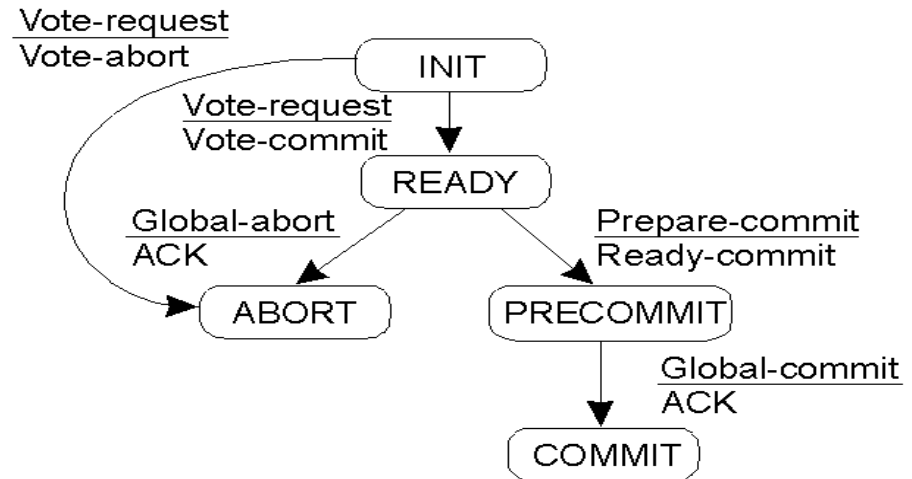 Vote-request
Vote-abort
INIT
Vote-request
Vote-commit
READY
Global-abort
ACK
Prepare-commit
Ready-commit
ABORT
PRECOMMIT
Global-commit
ACK
COMMIT